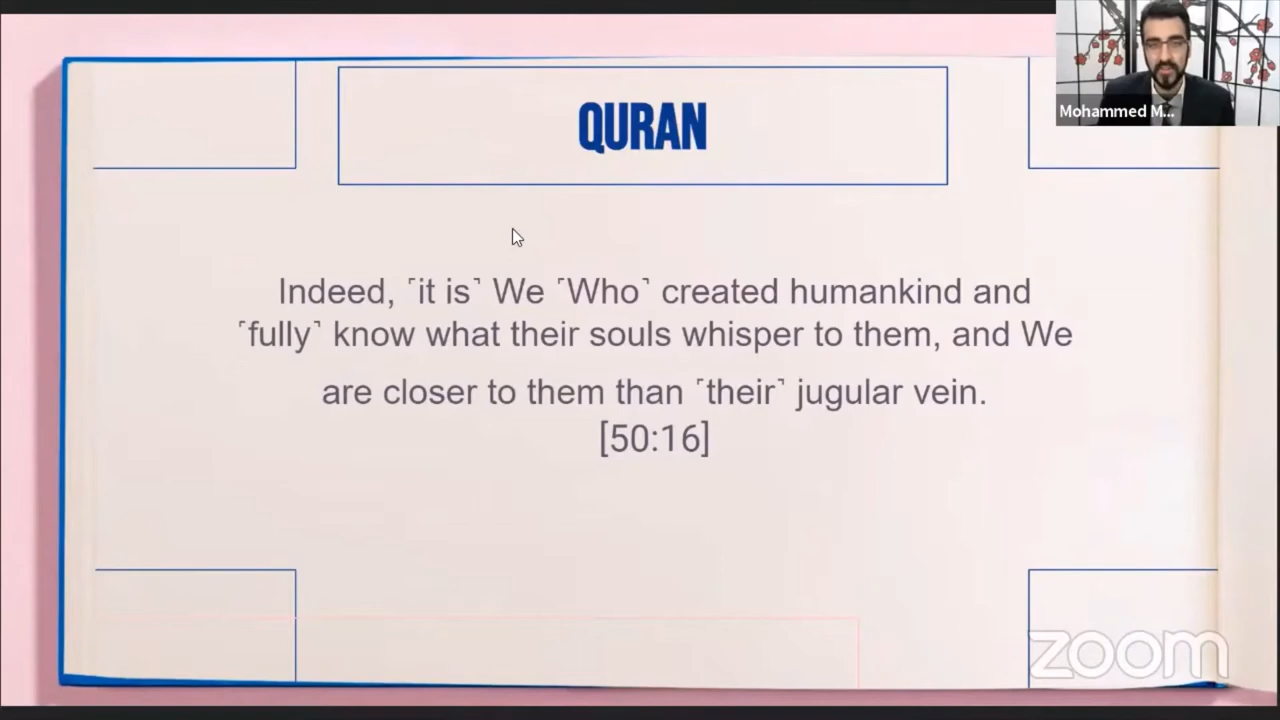 QURAN
Mohammed M...
Indeed, ˹it is˺ We ˹Who˺ created humankind and
˹fully˺ know what their souls whisper to them, and We
are closer to them than ˹their˺ jugular vein.
[50:16]
zoom